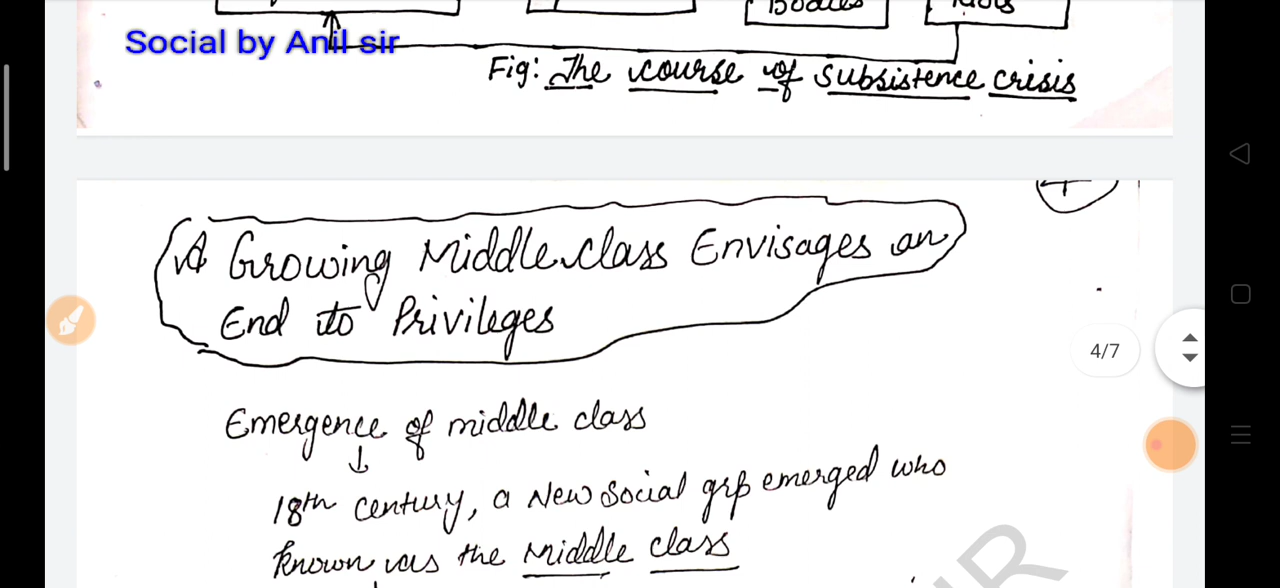 Bodies
Social by Anil sir
Fig: The course of subsistence crisis
A Growing Middle class Envisages an
End to Privileges
4/7
Emergence of middle class
↓
18th century, a New social grp emerged who
known as the middle class